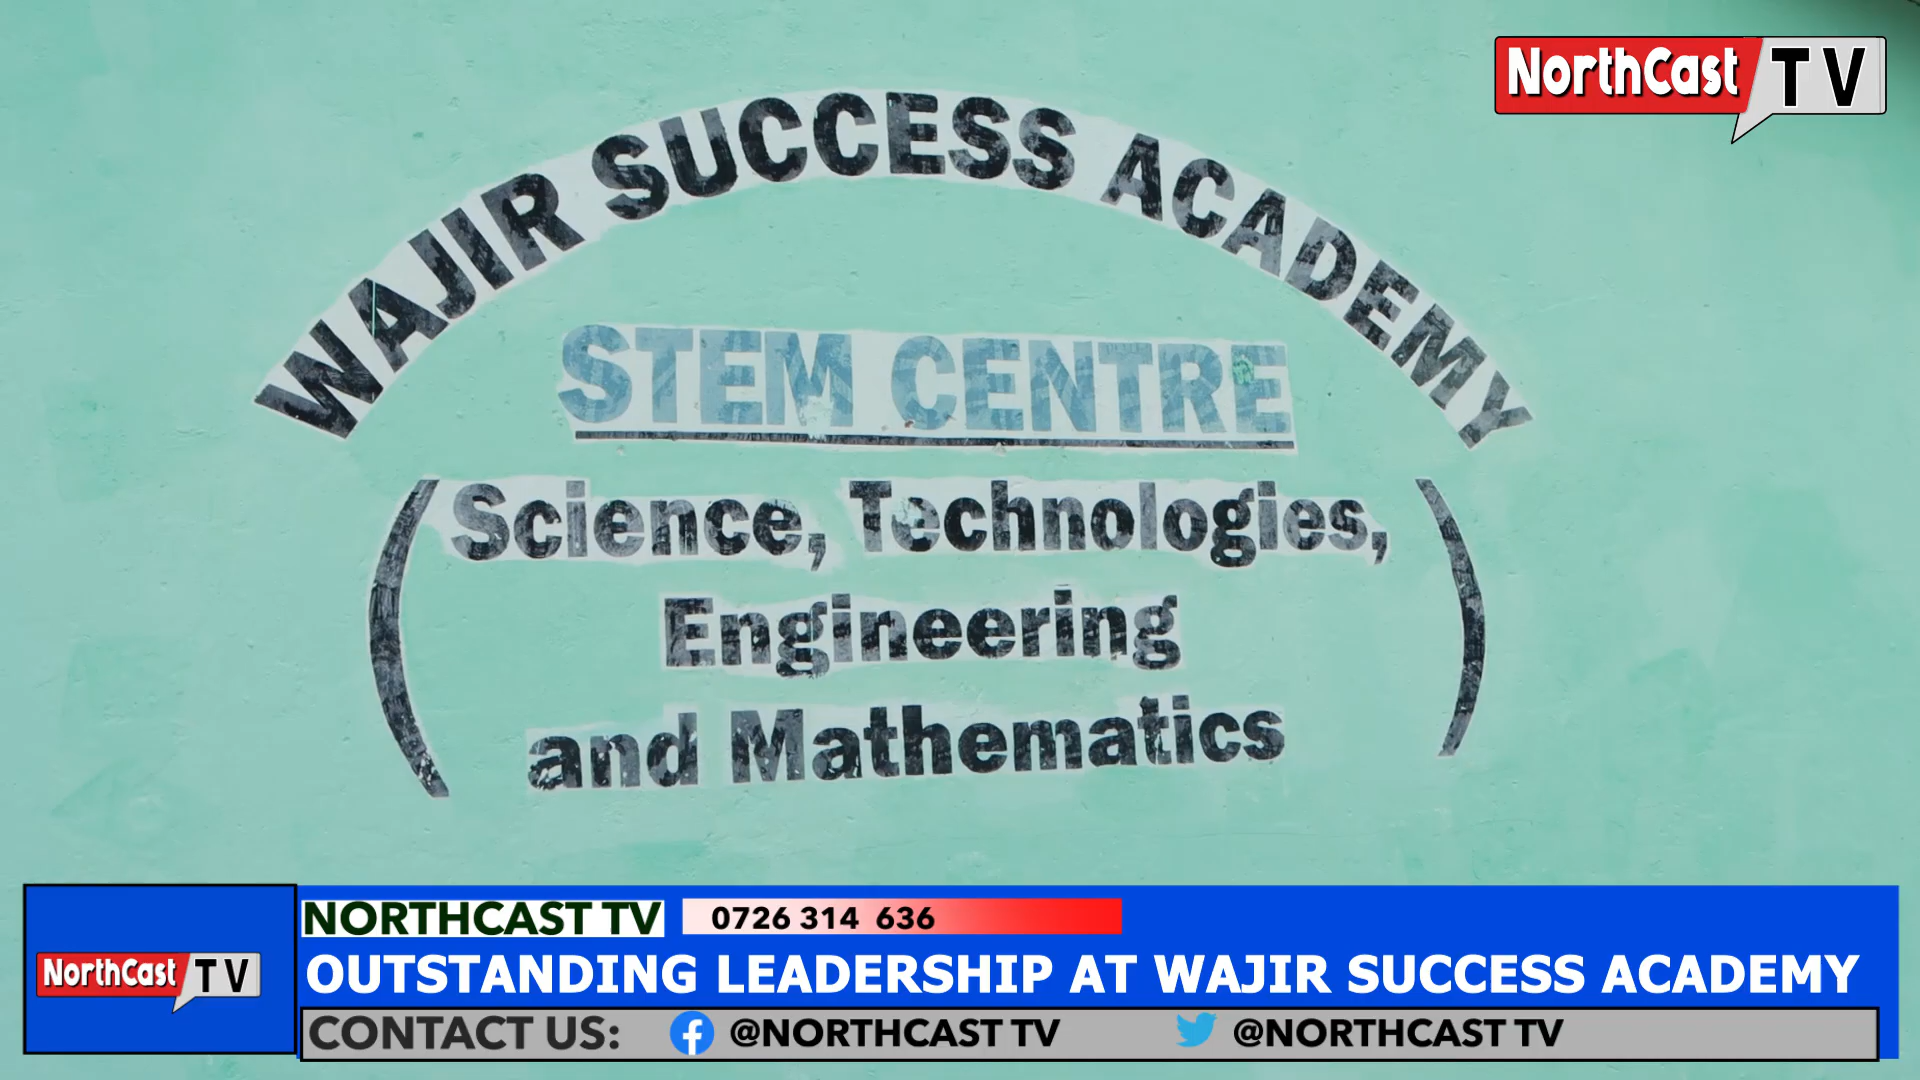 NorthCast TV
WAJIR SUCCESS ACADEMY
STEM CENTRE
(Science, Technologies,
Engineering
and Mathematics)
NORTHCAST TV 0726 314 636
NorthCast TV
OUTSTANDING LEADERSHIP AT WAJIR SUCCESS ACADEMY
CONTACT US: @NORTHCAST TV @NORTHCAST TV